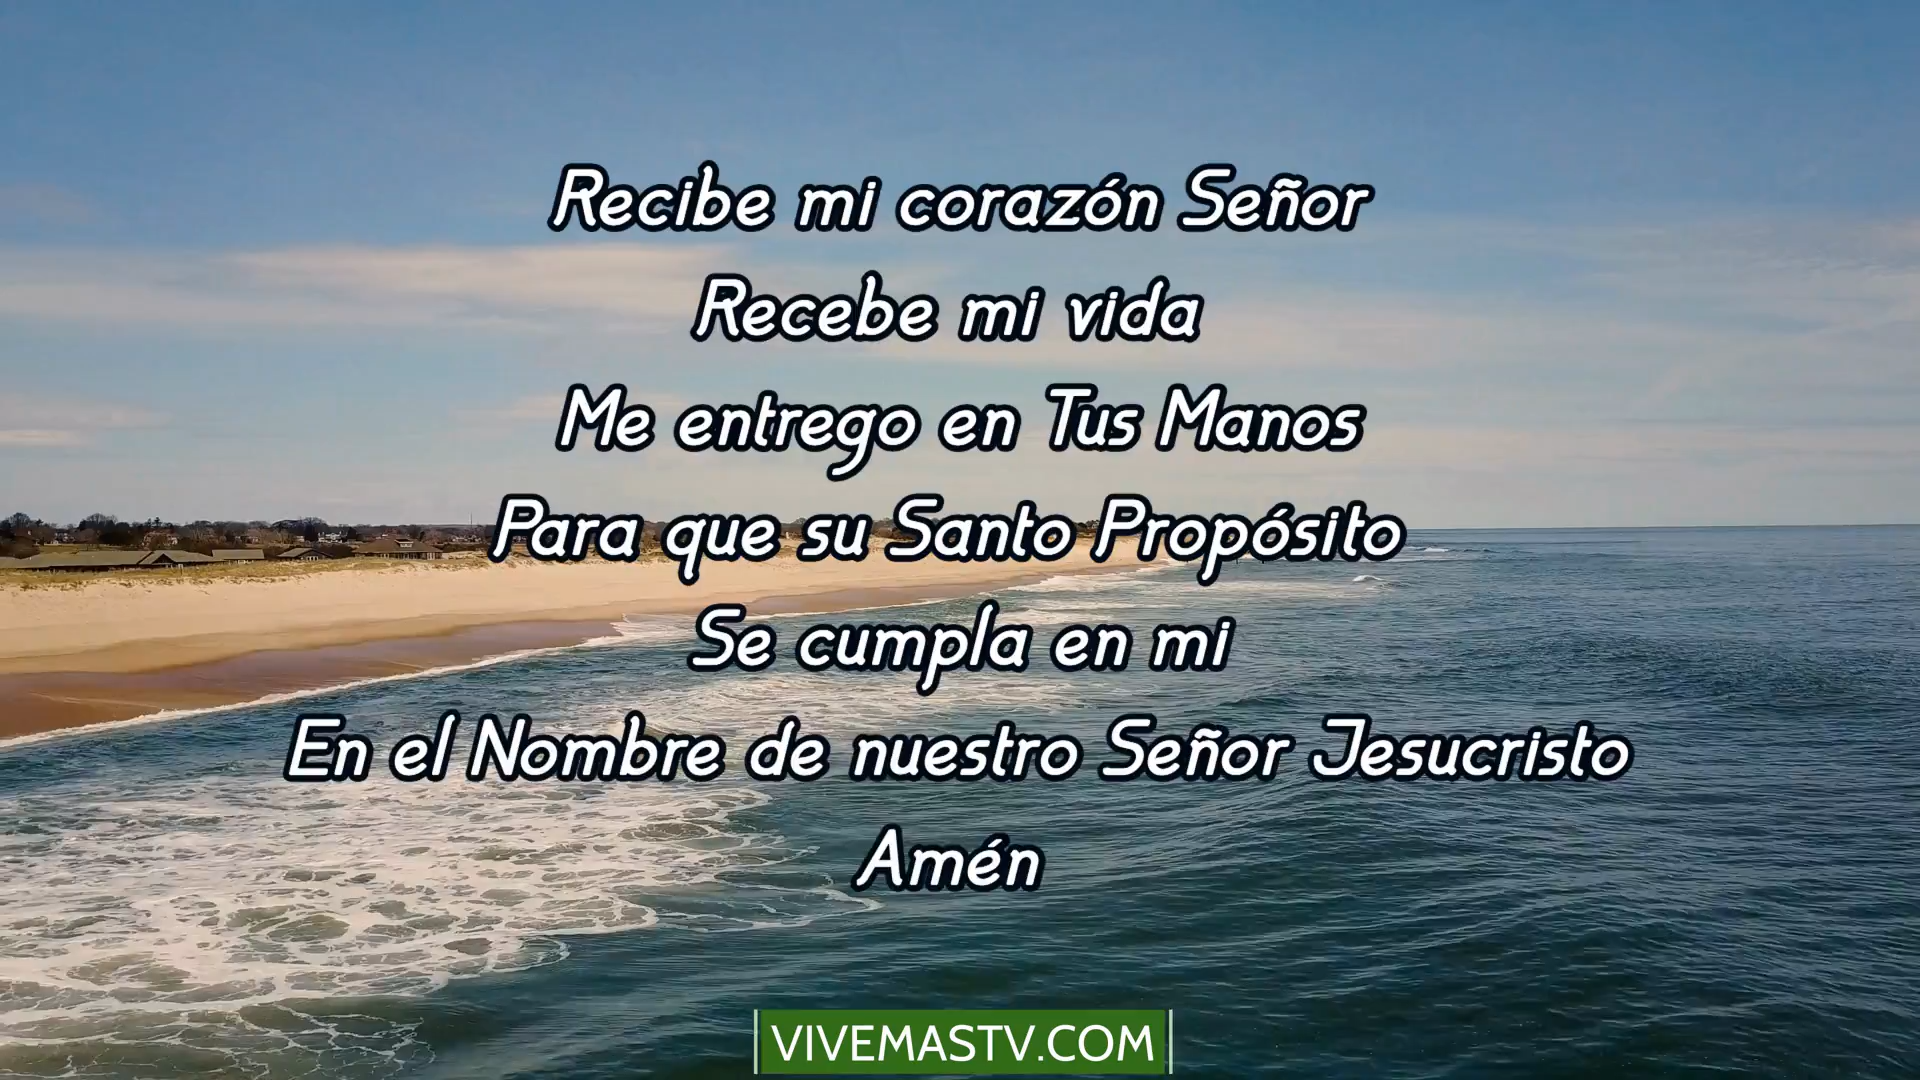 Recibe mi corazón Señor
Recebe mi vida
Me entrego en Tus Manos
Para que su Santo Propósito
Se cumpla en mi
En el Nombre de nuestro Señor Jesucristo
Amén
VIVEMASTV.COM